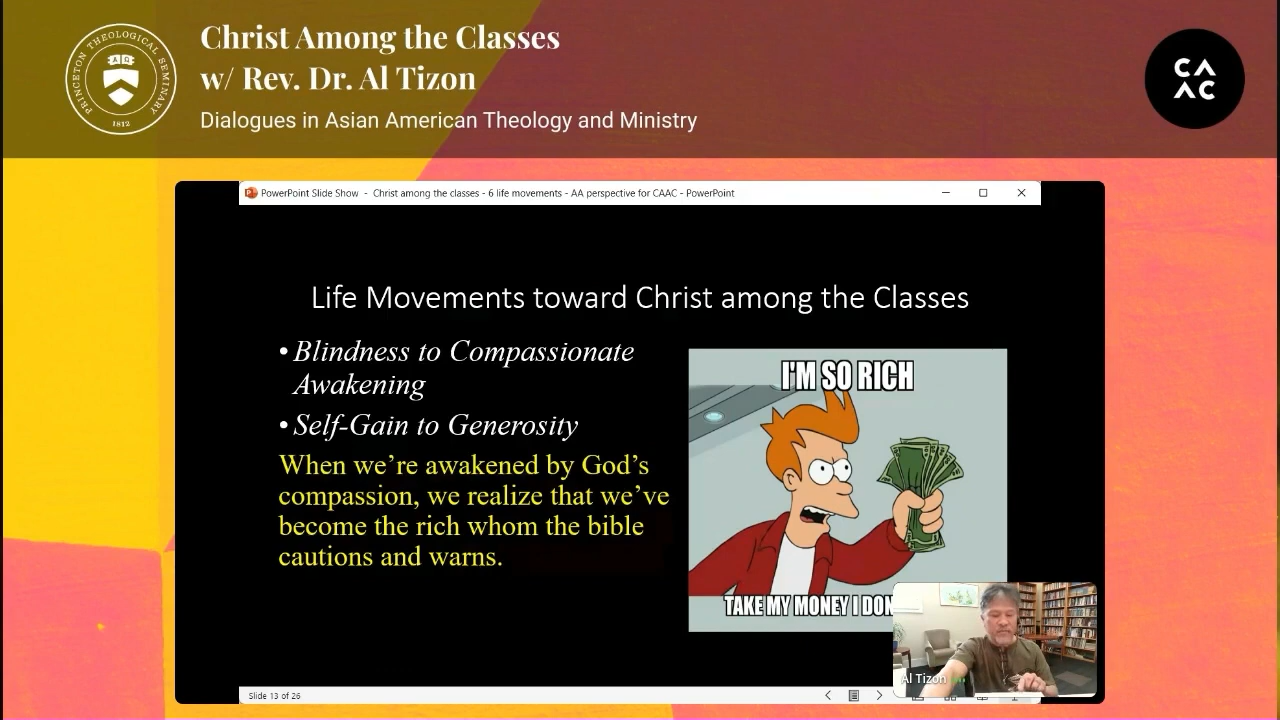 PRINCETON THEOLOGICAL SEMINARY
1812
Christ Among the Classes
w/ Rev. Dr. Al Tizon
Dialogues in Asian American Theology and Ministry
CA
AC
PowerPoint Slide Show - Christ among the classes - 6 life movements - AA perspective for CAAC - PowerPoint
Life Movements toward Christ among the Classes
• Blindness to Compassionate
Awakening
• Self-Gain to Generosity
When we’re awakened by God’s
compassion, we realize that we’ve
become the rich whom the bible
cautions and warns.
I'M SO RICH
TAKE MY MONEY I DON
Al Tizon
Slide 13 of 26